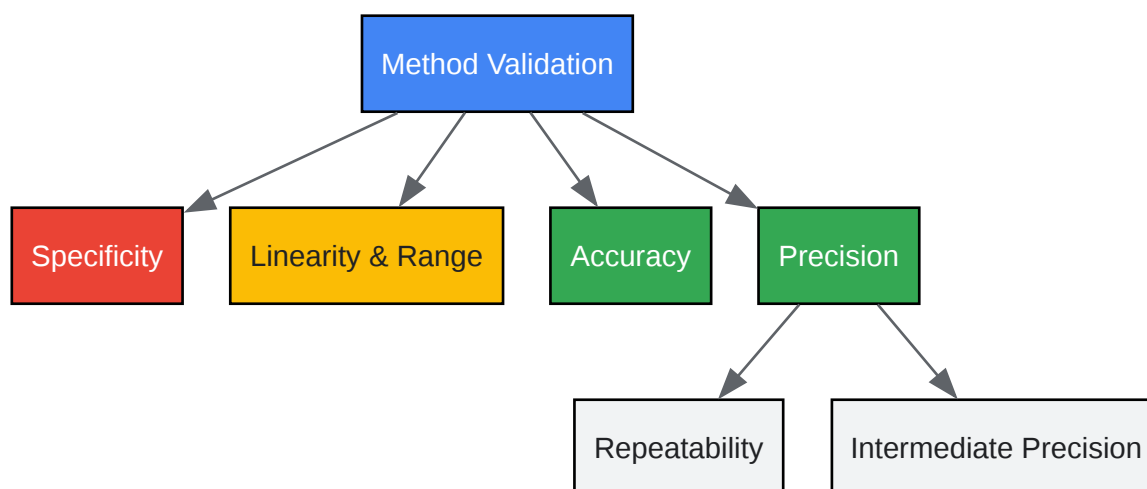 Method Validation
Specificity
Linearity & Range
Accuracy
Precision
Repeatability
Intermediate Precision